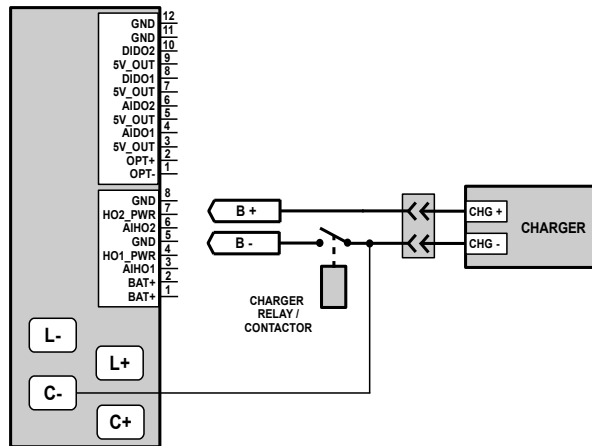 GND 12
GND 11
DIDO2 10
5V_OUT 9
DIDO1 8
5V_OUT 7
AIDO2 6
5V_OUT 5
AIDO1 4
5V_OUT 3
OPT+ 2
OPT- 1
GND 8
HO2_PWR 7
AIHO2 6
GND 5
HO1_PWR 4
AIHO1 3
BAT+ 2
BAT+ 1
B +
B -
CHG +
CHG -
CHARGER
CHARGER
RELAY /
CONTACTOR
L-
L+
C-
C+